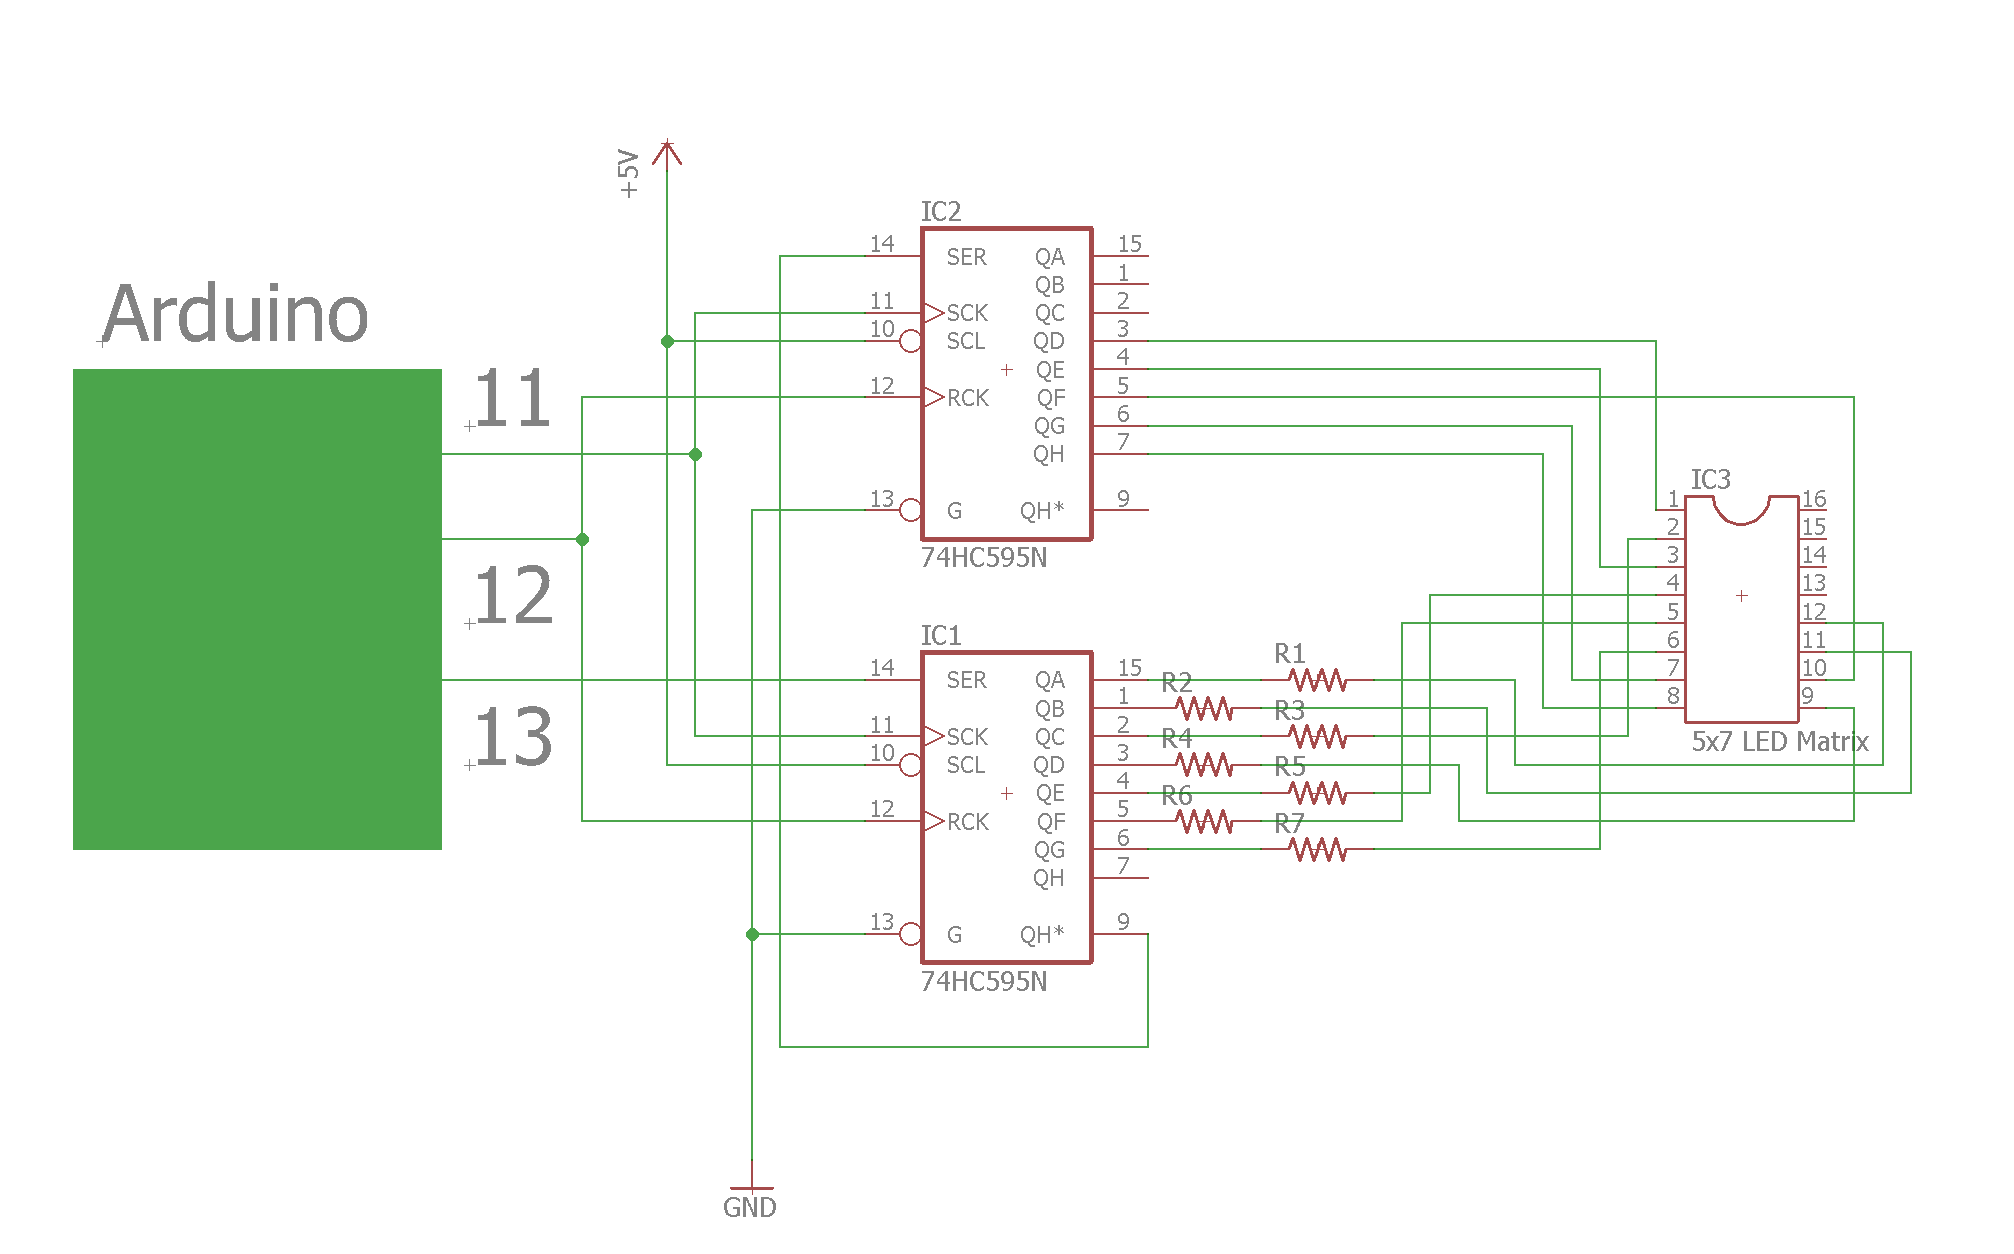 +5V
Arduino
11
12
13
IC2
14 SER QA 15
QB 1
11 SCK QC 2
10 SCL QD 3
QE 4
12 RCK QF 5
QG 6
QH 7
13 G QH* 9
74HC595N
IC1
14 SER QA 15
QB 1
11 SCK QC 2
10 SCL QD 3
QE 4
12 RCK QF 5
QG 6
QH 7
13 G QH* 9
74HC595N
R1
R2
R3
R4
R5
R6
R7
IC3
1 16
2 15
3 14
4 13
5 12
6 11
7 10
8 9
5x7 LED Matrix
GND